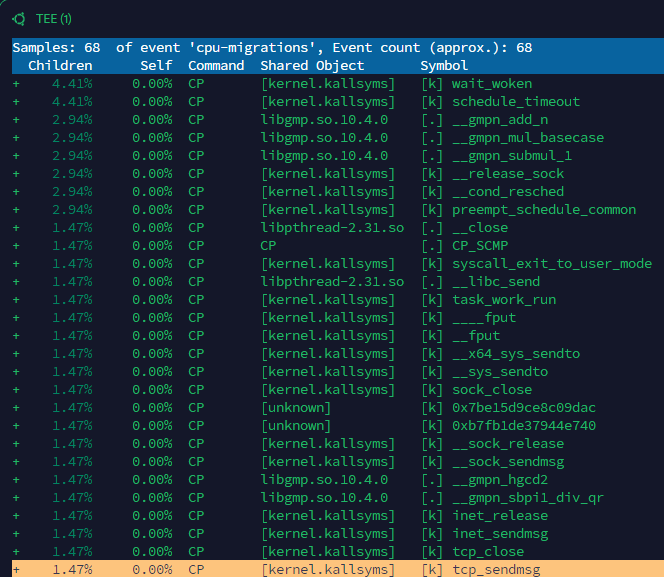 TEE (1)
Samples: 68  of event 'cpu-migrations', Event count (approx.): 68
Children      Self  Command  Shared Object       Symbol
+    4.41%     0.00%  CP       [kernel.kallsyms]   [k] wait_woken
+    4.41%     0.00%  CP       [kernel.kallsyms]   [k] schedule_timeout
+    2.94%     0.00%  CP       libgmp.so.10.4.0    [.] __gmpn_add_n
+    2.94%     0.00%  CP       libgmp.so.10.4.0    [.] __gmpn_mul_basecase
+    2.94%     0.00%  CP       libgmp.so.10.4.0    [.] __gmpn_submul_1
+    2.94%     0.00%  CP       [kernel.kallsyms]   [k] __release_sock
+    2.94%     0.00%  CP       [kernel.kallsyms]   [k] __cond_resched
+    2.94%     0.00%  CP       [kernel.kallsyms]   [k] preempt_schedule_common
+    1.47%     0.00%  CP       libpthread-2.31.so  [.] __close
+    1.47%     0.00%  CP       CP                  [.] CP_SCMP
+    1.47%     0.00%  CP       [kernel.kallsyms]   [k] syscall_exit_to_user_mode
+    1.47%     0.00%  CP       libpthread-2.31.so  [.] __libc_send
+    1.47%     0.00%  CP       [kernel.kallsyms]   [k] task_work_run
+    1.47%     0.00%  CP       [kernel.kallsyms]   [k] ____fput
+    1.47%     0.00%  CP       [kernel.kallsyms]   [k] __fput
+    1.47%     0.00%  CP       [kernel.kallsyms]   [k] __x64_sys_sendto
+    1.47%     0.00%  CP       [kernel.kallsyms]   [k] __sys_sendto
+    1.47%     0.00%  CP       [kernel.kallsyms]   [k] sock_close
+    1.47%     0.00%  CP       [unknown]           [k] 0x7be15d9ce8c09dac
+    1.47%     0.00%  CP       [unknown]           [k] 0xb7fb1de37944e740
+    1.47%     0.00%  CP       [kernel.kallsyms]   [k] __sock_release
+    1.47%     0.00%  CP       [kernel.kallsyms]   [k] __sock_sendmsg
+    1.47%     0.00%  CP       libgmp.so.10.4.0    [.] __gmpn_hgcd2
+    1.47%     0.00%  CP       libgmp.so.10.4.0    [.] __gmpn_sbpi1_div_qr
+    1.47%     0.00%  CP       [kernel.kallsyms]   [k] inet_release
+    1.47%     0.00%  CP       [kernel.kallsyms]   [k] inet_sendmsg
+    1.47%     0.00%  CP       [kernel.kallsyms]   [k] tcp_close
+    1.47%     0.00%  CP       [kernel.kallsyms]   [k] tcp_sendmsg